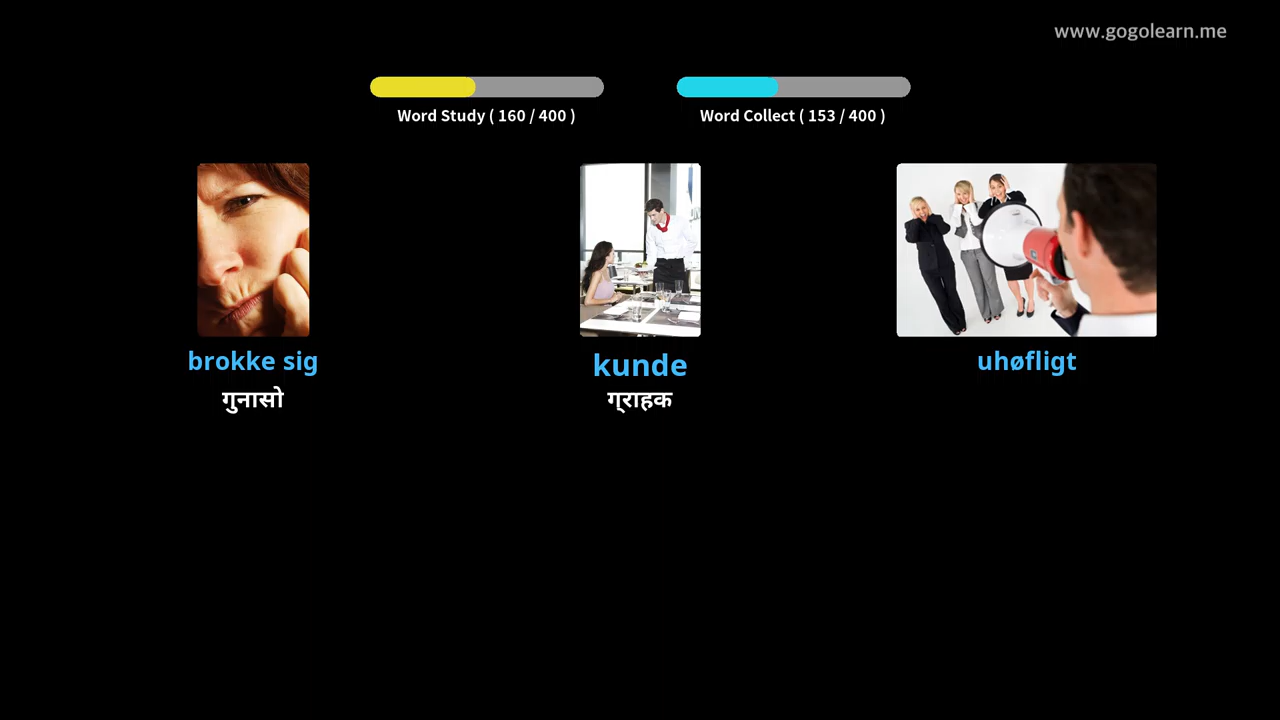 www.gogolearn.me
Word Study ( 160 / 400 )
Word Collect ( 153 / 400 )
brokke sig
kunde
uhøfligt
गुनासो
ग्राहक